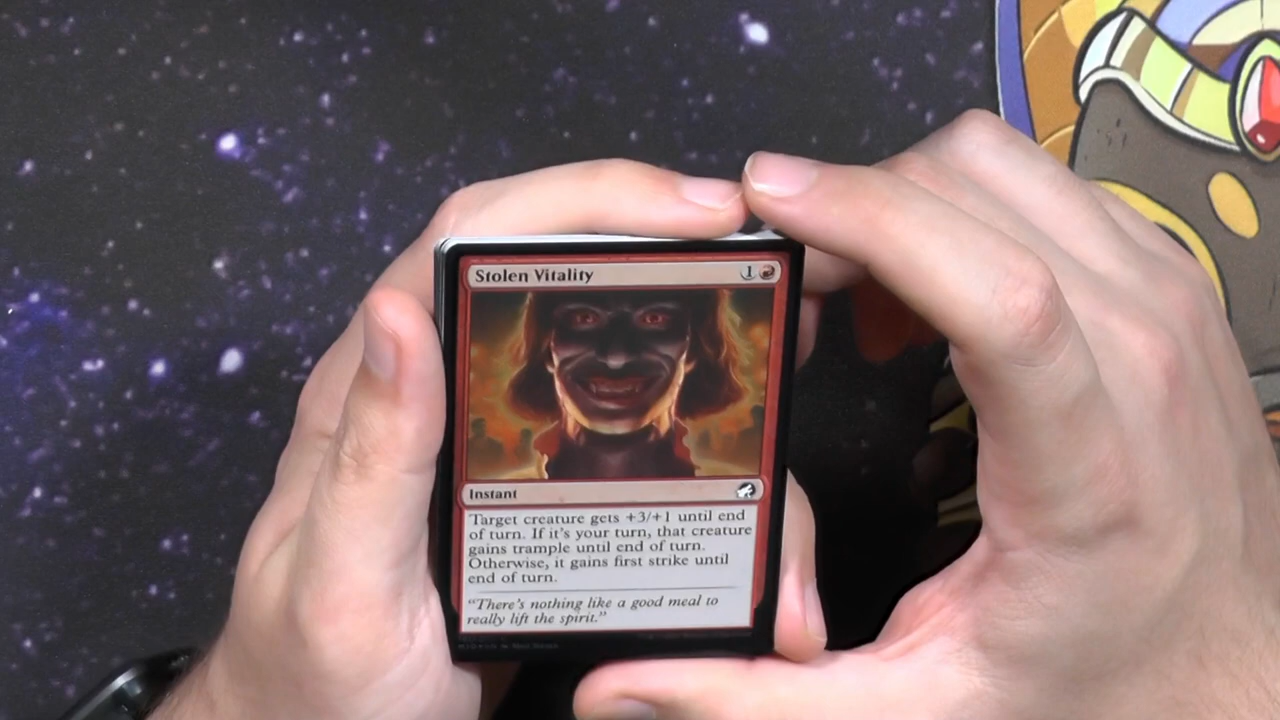 Stolen Vitality 1
Instant
Target creature gets +3/+1 until end
of turn. If it's your turn, that creature
gains trample until end of turn.
Otherwise, it gains first strike until
end of turn.
"There's nothing like a good meal to
really lift the spirit."